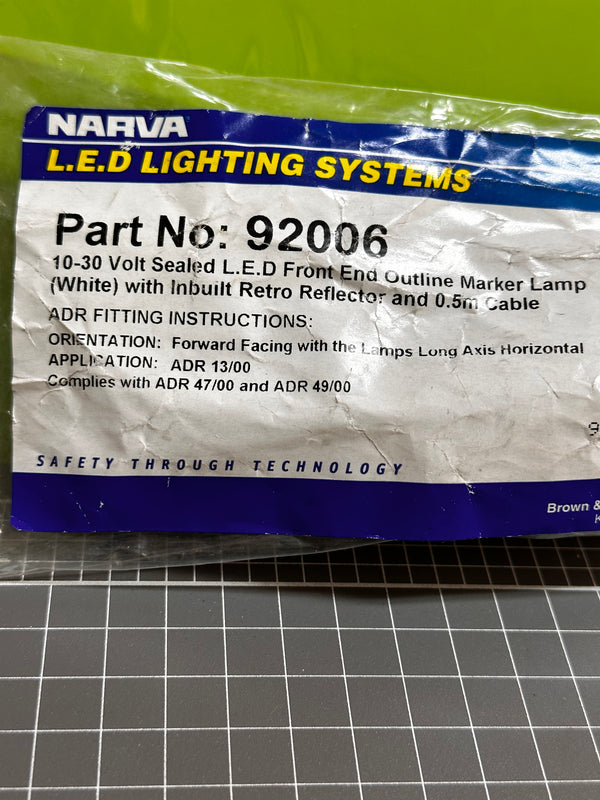 NARVA
L.E.D LIGHTING SYSTEMS
Part No: 92006
10-30 Volt Sealed L.E.D Front End Outline Marker Lamp
(White) with Inbuilt Retro Reflector and 0.5m Cable
ADR FITTING INSTRUCTIONS:
ORIENTATION: Forward Facing with the Lamps Long Axis Horizontal
APPLICATION: ADR 13/00
Complies with ADR 47/00 and ADR 49/00
9
SAFETY THROUGH TECHNOLOGY
Brown &
K